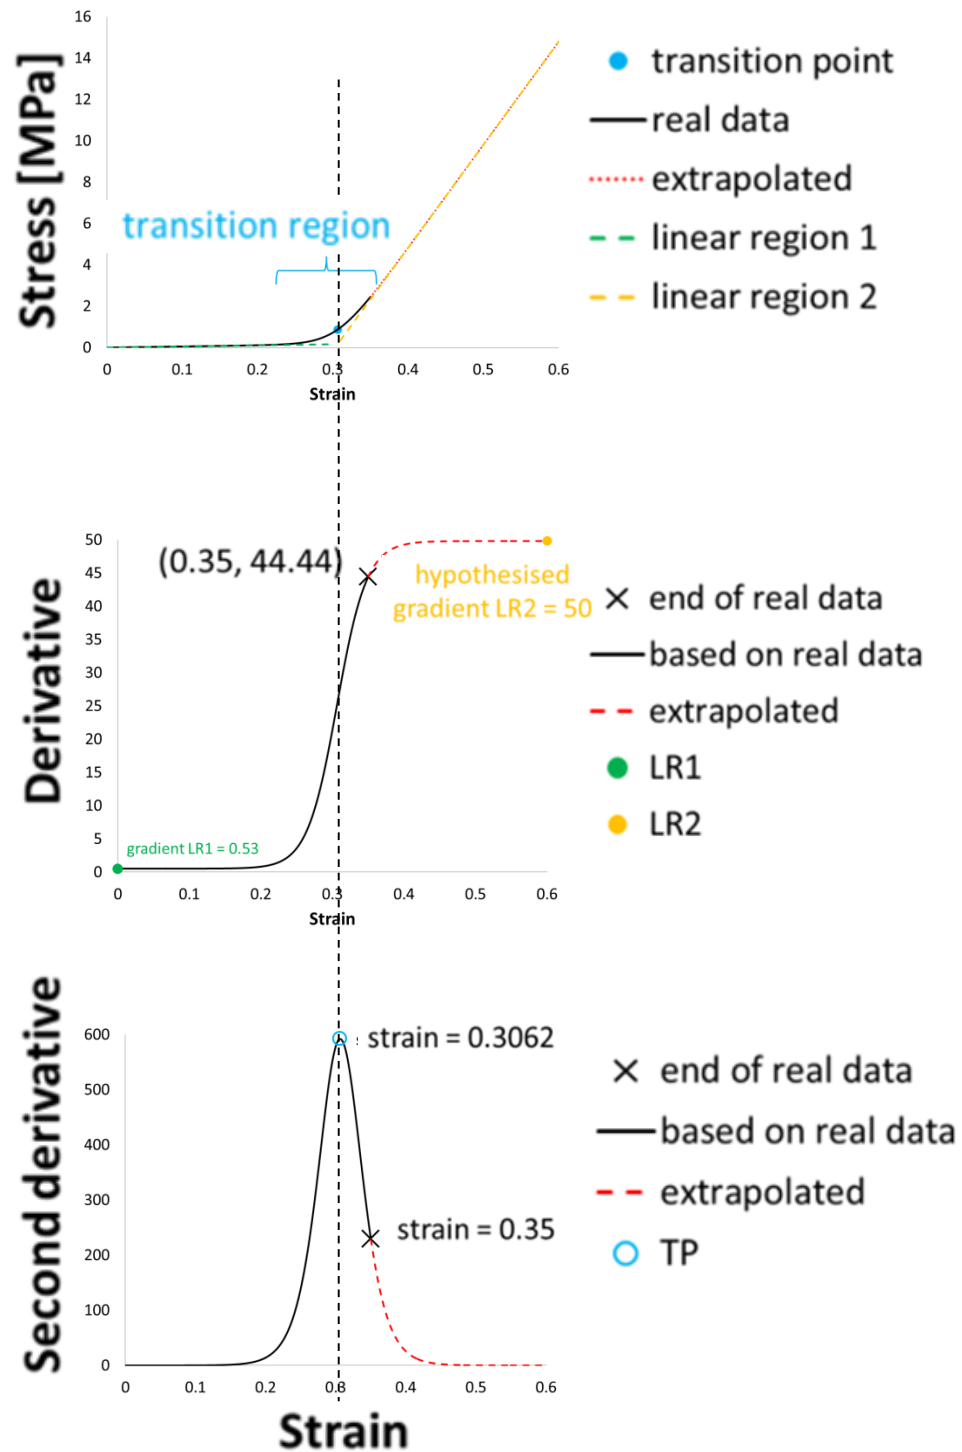 Stress [MPa]
16
14
12
10
8
6
4
2
0
transition region
0 0.1 0.2 0.3 0.4 0.5 0.6
Strain
transition point
real data
extrapolated
linear region 1
linear region 2
Derivative
50
45
40
35
30
25
20
15
10
5
0
(0.35, 44.44)
hypothesised
gradient LR2 = 50
gradient LR1 = 0.53
0 0.1 0.2 0.3 0.4 0.6
Strain
end of real data
based on real data
extrapolated
LR1
LR2
Second derivative
600
500
400
300
200
100
0
strain = 0.3062
strain = 0.35
0 0.1 0.2 0.3 0.4 0.5 0.6
Strain
end of real data
based on real data
extrapolated
TP